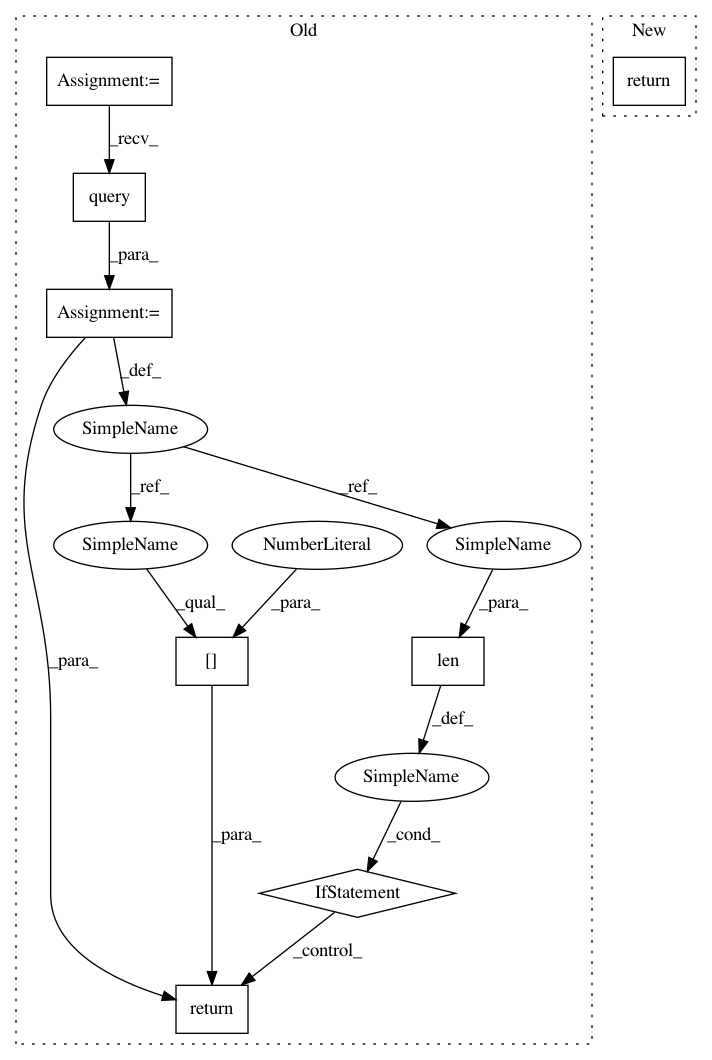 Old
New
Assignment:=
return
_recv_
query
_para_
Assignment:=
_def_
SimpleName
_ref_
_ref_
SimpleName
NumberLiteral
SimpleName
_qual_
_para_
_para_
[]
len
_para_
_def_
SimpleName
_para_
_cond_
IfStatement
_control_
return